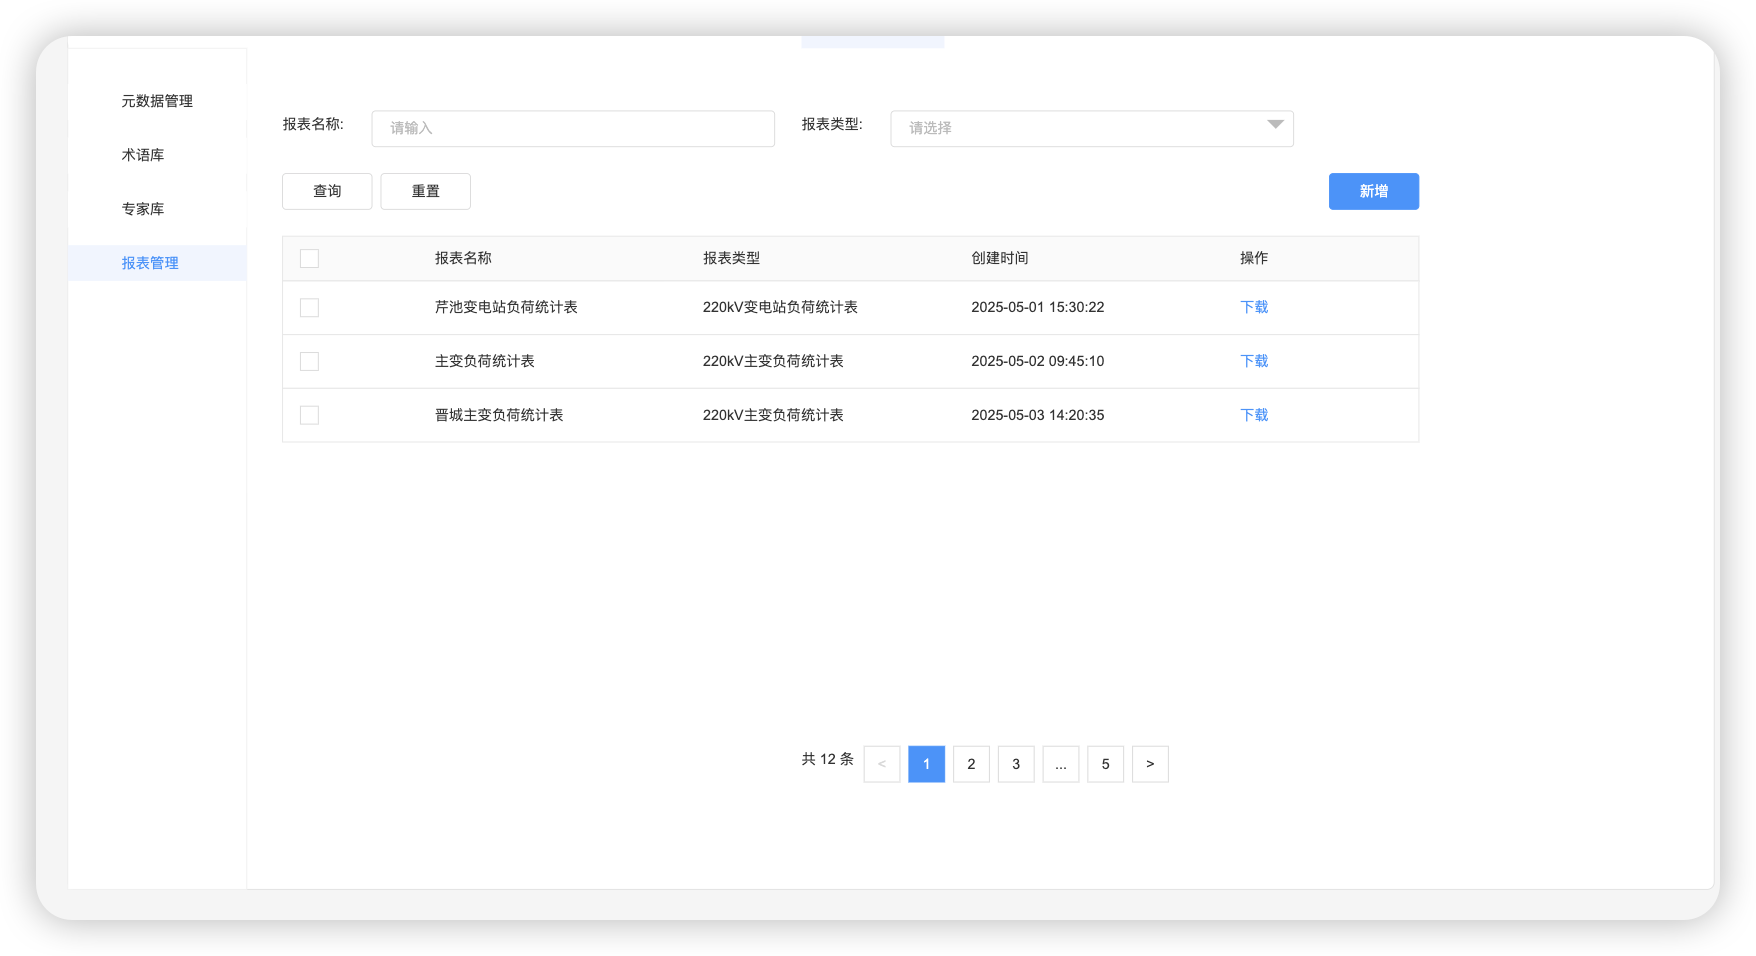 元数据管理
术语库
专家库
报表管理
报表名称: 请输入 报表类型: 请选择
查询 重置 新增
报表名称 报表类型 创建时间 操作
芹池变电站负荷统计表 220kV变电站负荷统计表 2025-05-01 15:30:22 下载
主变负荷统计表 220kV主变负荷统计表 2025-05-02 09:45:10 下载
晋城主变负荷统计表 220kV主变负荷统计表 2025-05-03 14:20:35 下载
共 12 条 < 1 2 3 ... 5 >